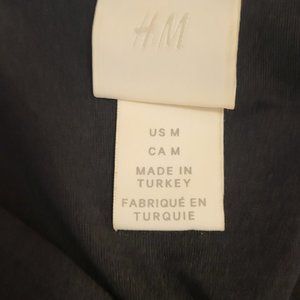 H&M
US M
CA M
MADE IN
TURKEY
FABRIQUÉ EN
TURQUIE